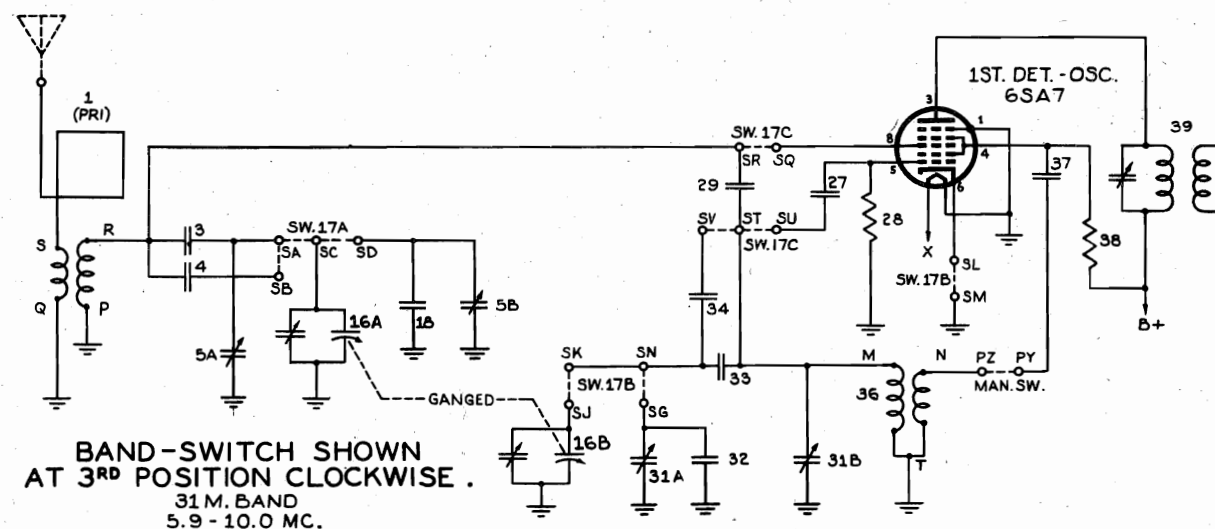 1
(PRI)
1ST. DET.-OSC.
6SA7
3
1
8
4
5
6
39
SW. 17C
SR
SQ
29
27
37
28
38
R
S
Q
P
3
4
SW. 17A
SA
SC
SD
SB
SV
ST
SU
SW. 17C
X
SL
SW. 17B
SM
B+
34
16A
18
5B
5A
SK
SN
33
SW. 17B
SJ
SG
GANGED
16B
31A
32
31B
M
N
PZ
PY
MAN. SW.
36
T
BAND-SWITCH SHOWN
AT 3RD POSITION CLOCKWISE.
31 M. BAND
5.9 - 10.0 MC.